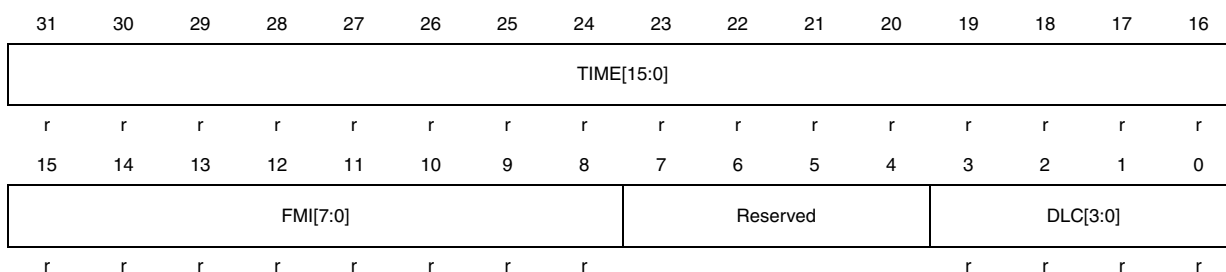 31 30 29 28 27 26 25 24 23 22 21 20 19 18 17 16
TIME[15:0]
r r r r r r r r r r r r r r r r
15 14 13 12 11 10 9 8 7 6 5 4 3 2 1 0
FMI[7:0] Reserved DLC[3:0]
r r r r r r r r r r r r